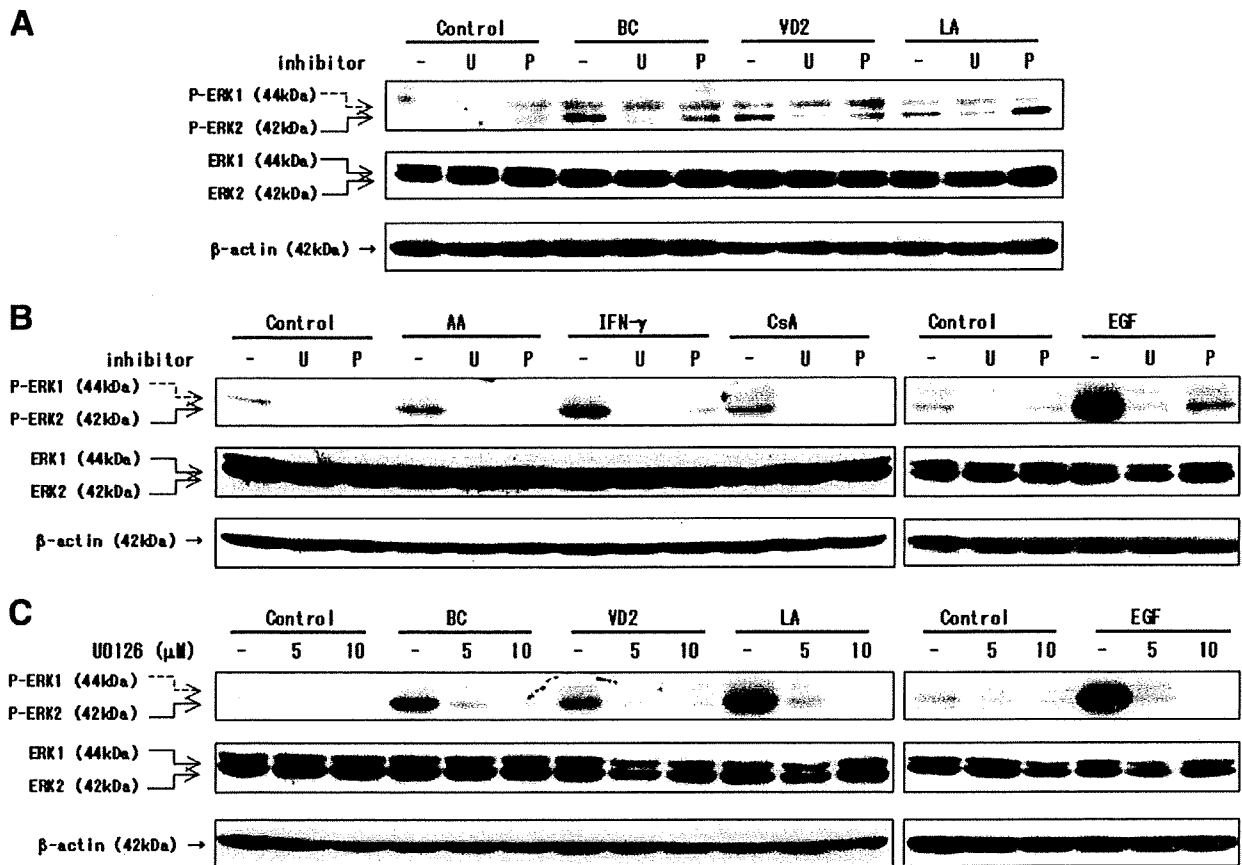 A
Control BC VD2 LA
inhibitor - U P - U P - U P - U P
P-ERK1 (44kDa)
P-ERK2 (42kDa)
ERK1 (44kDa)
ERK2 (42kDa)
β-actin (42kDa) →
B
Control AA IFN-γ CsA Control EGF
inhibitor - U P - U P - U P - U P - U P - U P
P-ERK1 (44kDa)
P-ERK2 (42kDa)
ERK1 (44kDa)
ERK2 (42kDa)
β-actin (42kDa) →
C
Control BC VD2 LA Control EGF
UO126 (μM) - 5 10 - 5 10 - 5 10 - 5 10 - 5 10 - 5 10
P-ERK1 (44kDa)
P-ERK2 (42kDa)
ERK1 (44kDa)
ERK2 (42kDa)
β-actin (42kDa) →